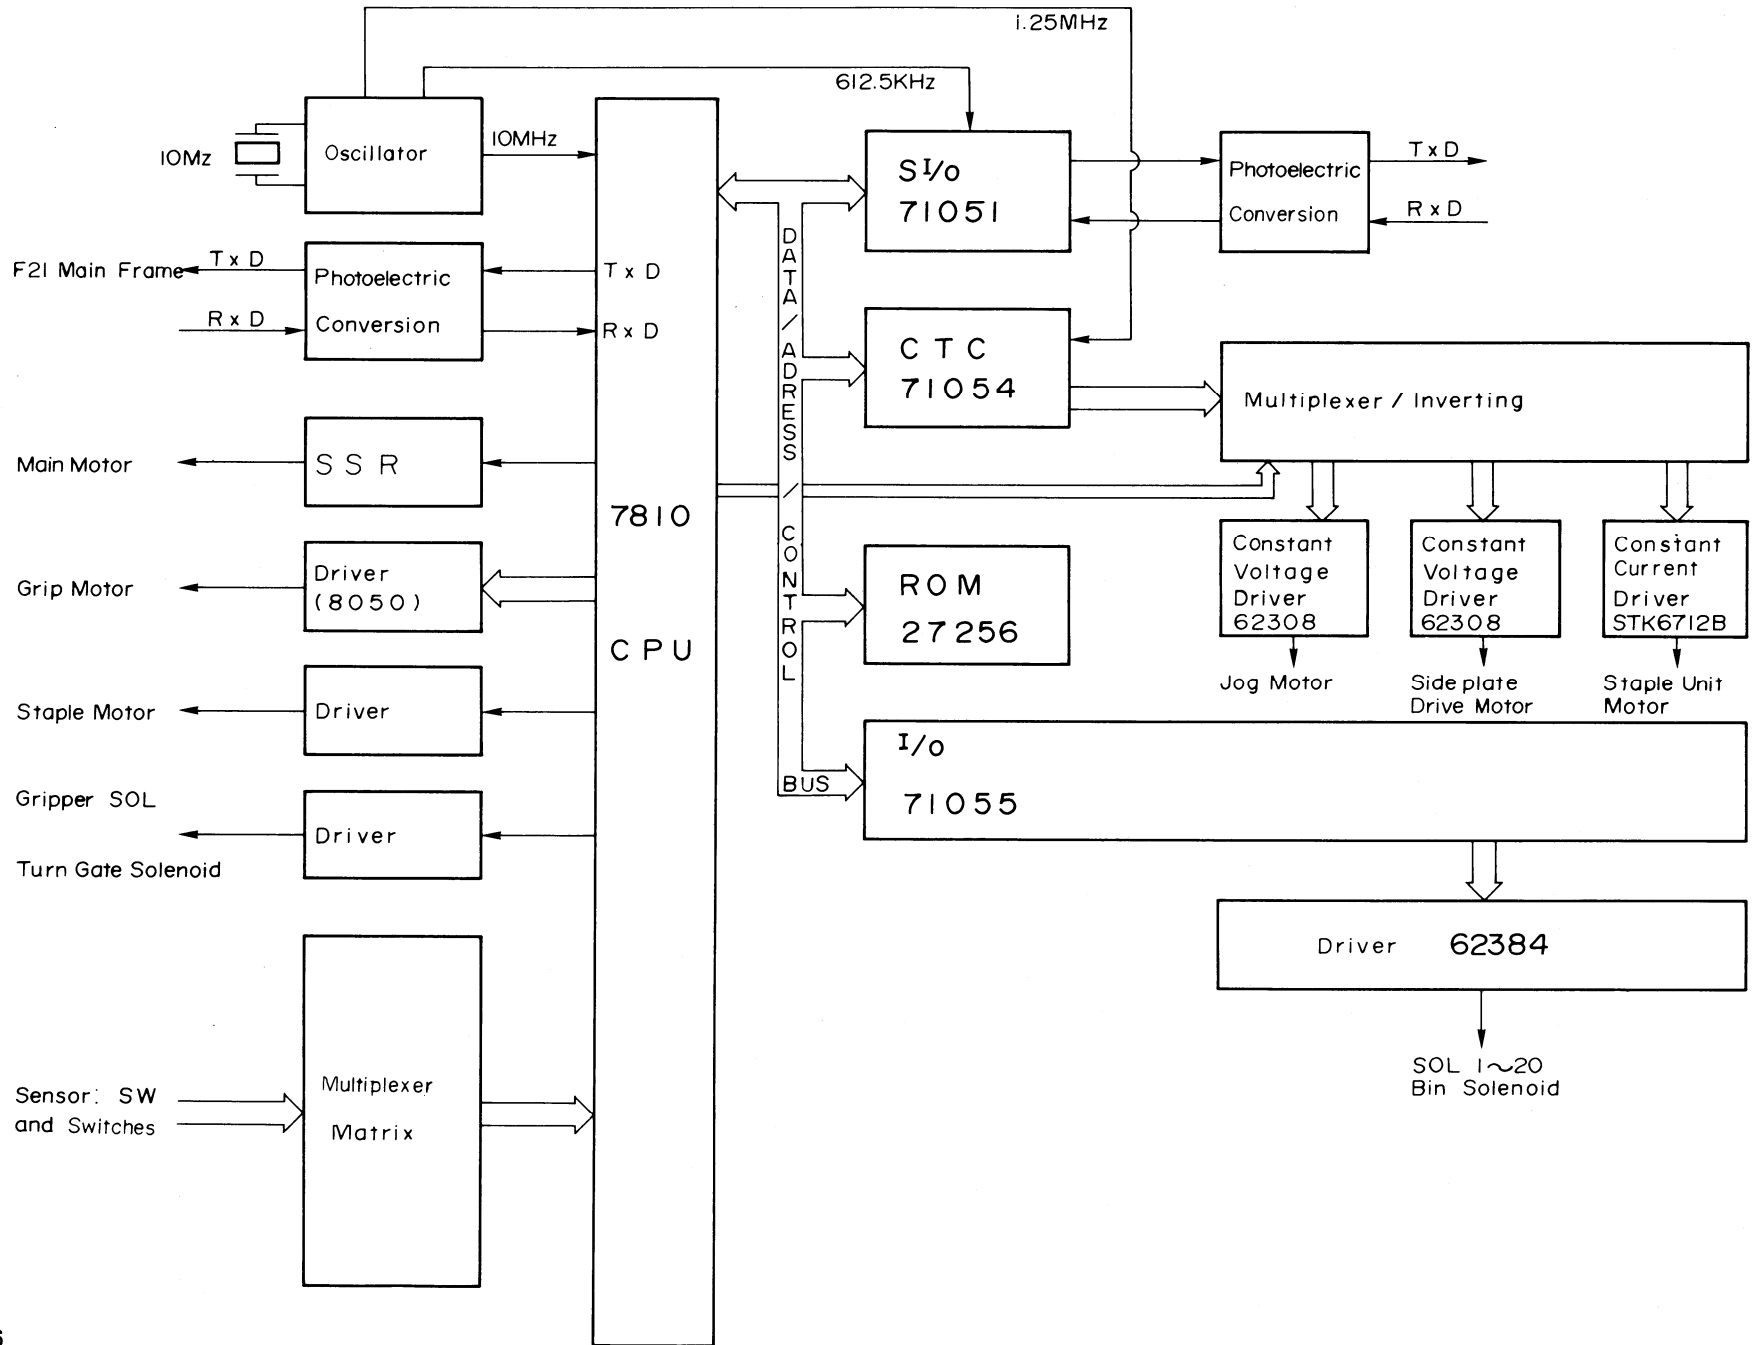 1.25MHz
612.5KHz
10Mz
Oscillator
10MHz
F21 Main Frame
TxD
RxD
Photoelectric
Conversion
TxD
RxD
Main Motor
SSR
Grip Motor
Driver
(8050)
Staple Motor
Driver
Gripper SOL
Turn Gate Solenoid
Driver
Sensor: SW
and Switches
Multiplexer
Matrix
7810
CPU
DATA/ADRESS/CONTROL
BUS
SI/o
71051
Photoelectric
Conversion
TxD
RxD
CTC
71054
Multiplexer / Inverting
ROM
27256
Constant
Voltage
Driver
62308
Constant
Voltage
Driver
62308
Constant
Current
Driver
STK6712B
Jog Motor
Side plate
Drive Motor
Staple Unit
Motor
I/o
71055
Driver 62384
SOL 1~20
Bin Solenoid